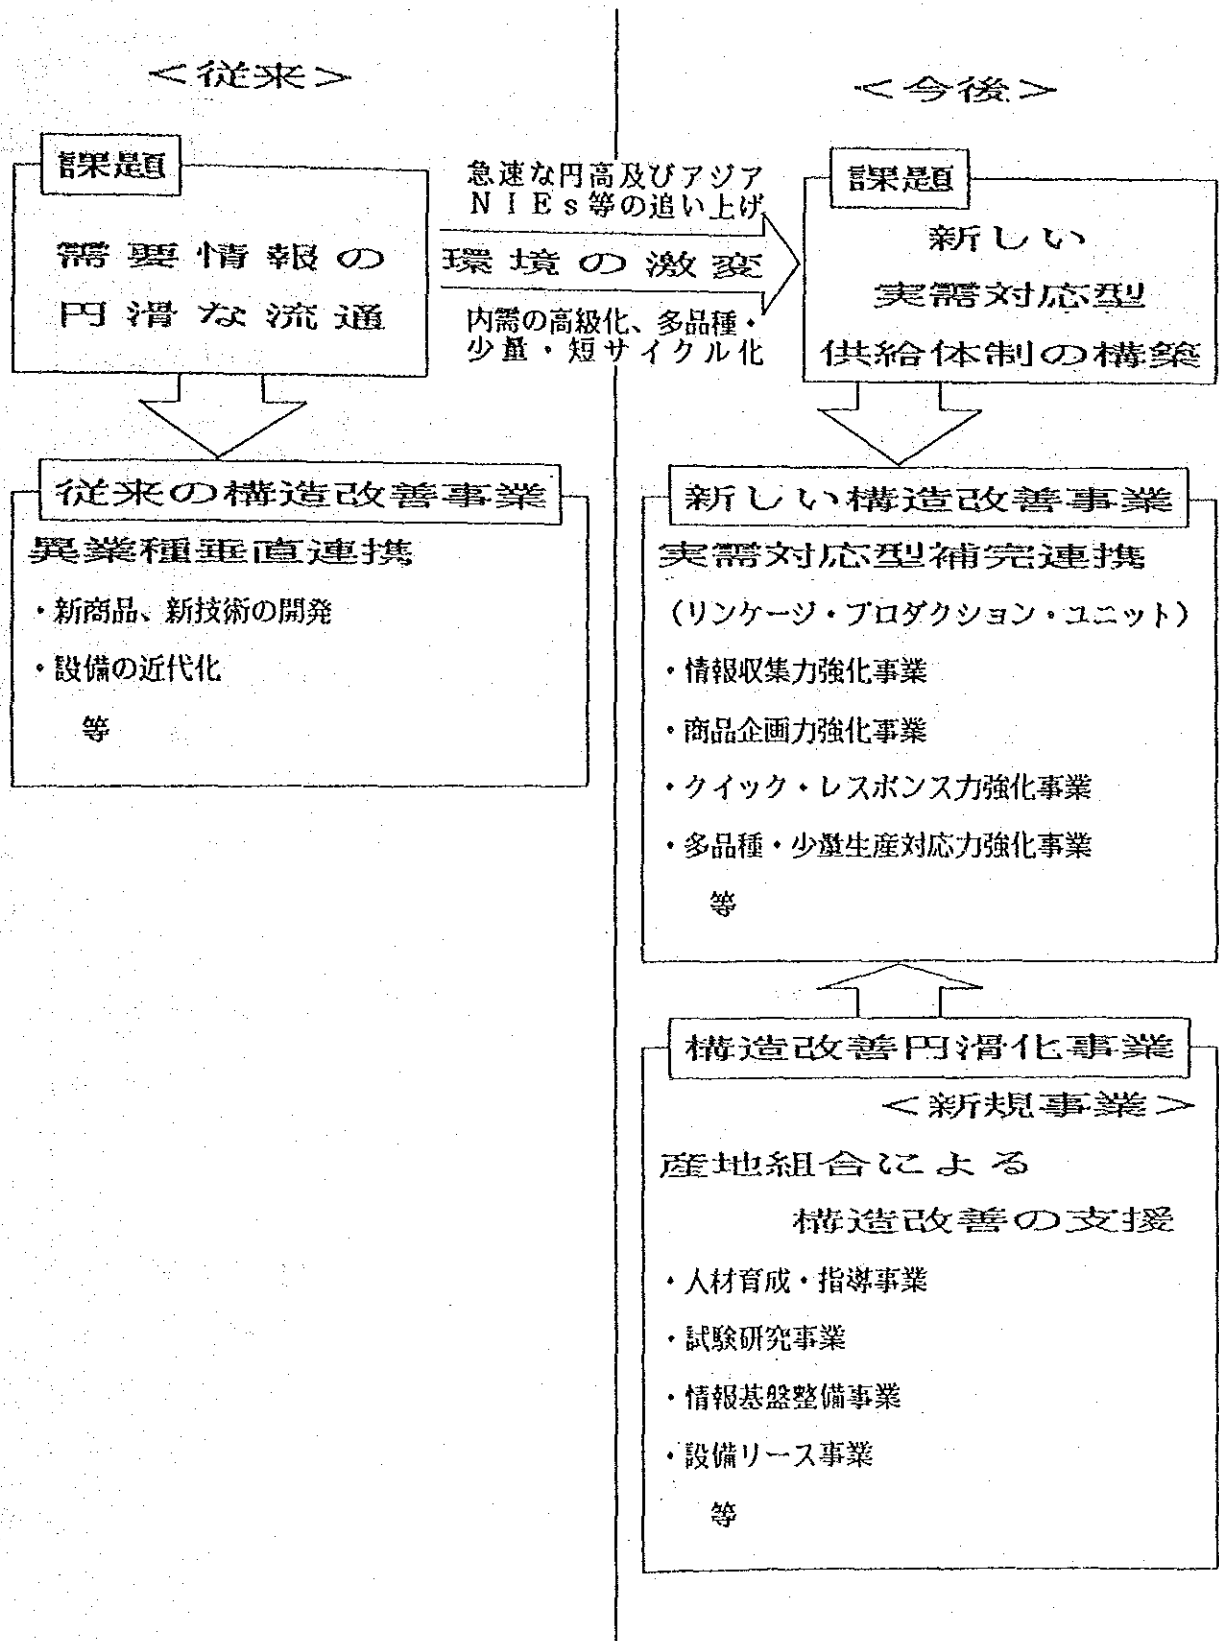 ＜従来＞
課題
需要情報の
円滑な流通
急速な円高及びアジア
ＮＩＥｓ等の追い上げ
環境の激変
内需の高級化、多品種・
少量・短サイクル化
従来の構造改善事業
異業種垂直連携
・新商品、新技術の開発
・設備の近代化
等
＜今後＞
課題
新しい
実需対応型
供給体制の構築
新しい構造改善事業
実需対応型補完連携
（リンケージ・プロダクション・ユニット）
・情報収集力強化事業
・商品企画力強化事業
・クイック・レスポンス力強化事業
・多品種・少量生産対応力強化事業
等
構造改善円滑化事業
＜新規事業＞
産地組合による
構造改善の支援
・人材育成・指導事業
・試験研究事業
・情報基盤整備事業
・設備リース事業
等